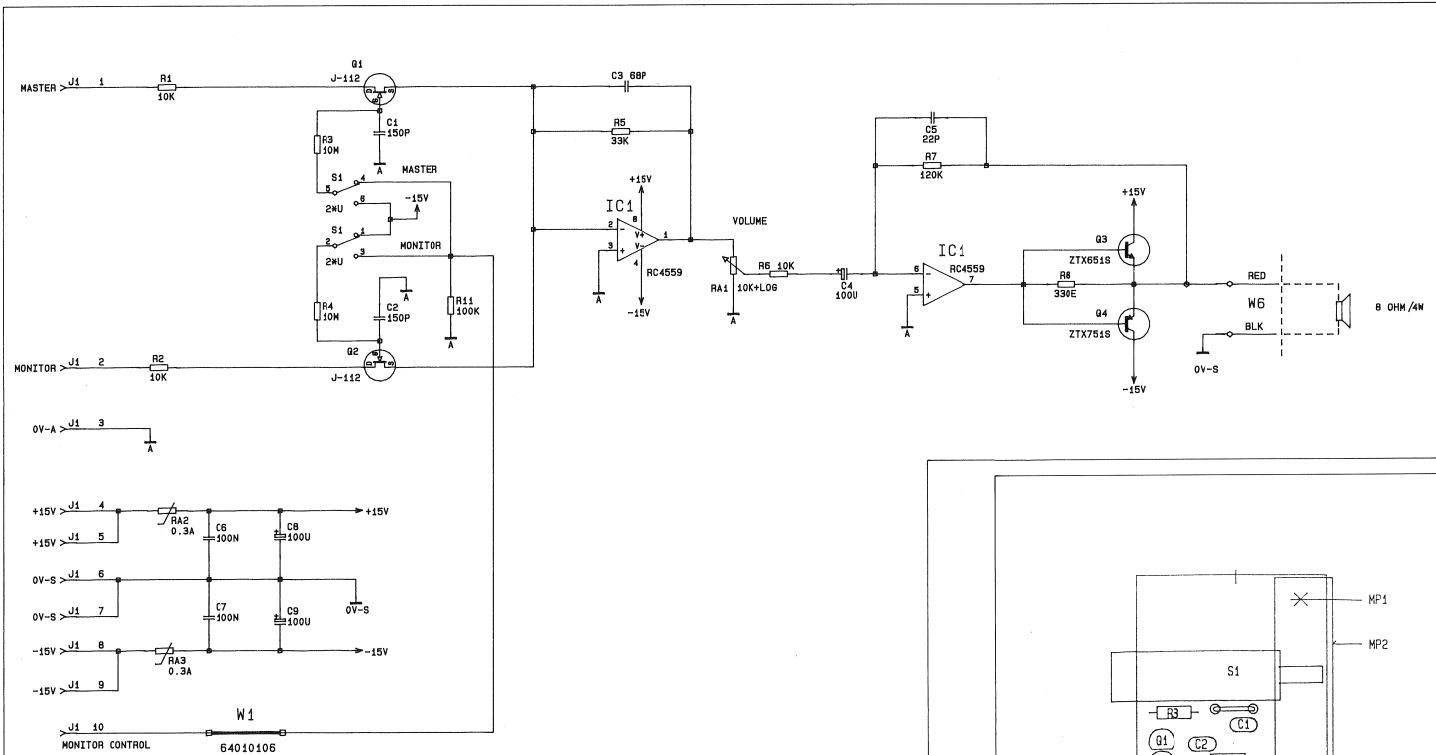 MASTER J1 1
R1
10K
Q1
J-112
D G S
C1
150P
A
R3
10M
S1
5 4
MASTER
6
2*U
-15V
S1
2 1
MONITOR
3
2*U
R4
10M
A
C2
150P
R11
100K
A
Q2
D G S
J-112
MONITOR J1 2
R2
10K
0V-A J1 3
A
C3 68P
R5
33K
+15V
IC1
8
2 - V+ 1
3 + V-
4
RC4559
A
-15V
VOLUME
RA1 10K+LOG
A
R6 10K
C4
100U
C5
22P
R7
120K
IC1
RC4559
6 - 7
5 +
A
+15V
Q3
ZTX651S
R8
330E
Q4
ZTX751S
-15V
RED
W6
BLK
0V-S
8 OHM/4W
+15V J1 4
RA2
0.3A
+15V
+15V J1 5
C6
100N
C8
100U
0V-S J1 6
0V-S J1 7
0V-S
C7
100N
C9
100U
-15V J1 8
RA3
0.3A
-15V
-15V J1 9
J1 10
MONITOR CONTROL
W1
64010106
MP1
MP2
S1
R3
C1
Q1
C2